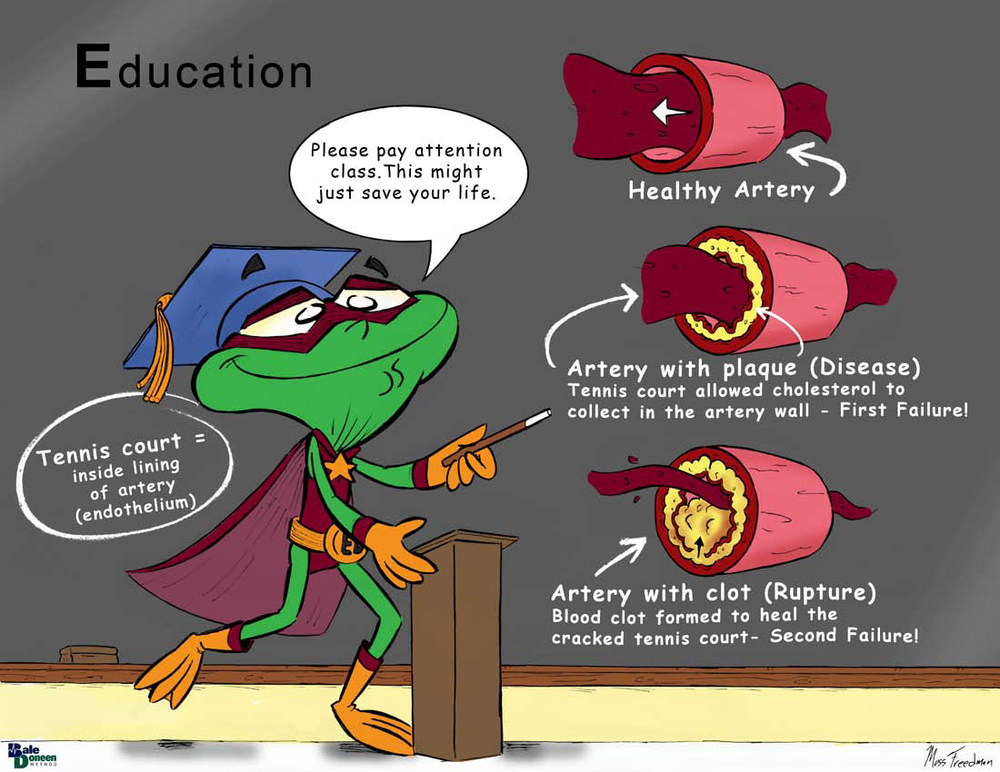 Education
Please pay attention
class.This might
just save your life.
Healthy Artery
Artery with plaque (Disease)
Tennis court allowed cholesterol to
collect in the artery wall - First Failure!
Tennis court =
inside lining
of artery
(endothelium)
Artery with clot (Rupture)
Blood clot formed to heal the
cracked tennis court- Second Failure!
Bale
Doneen
METHOD
Freedman